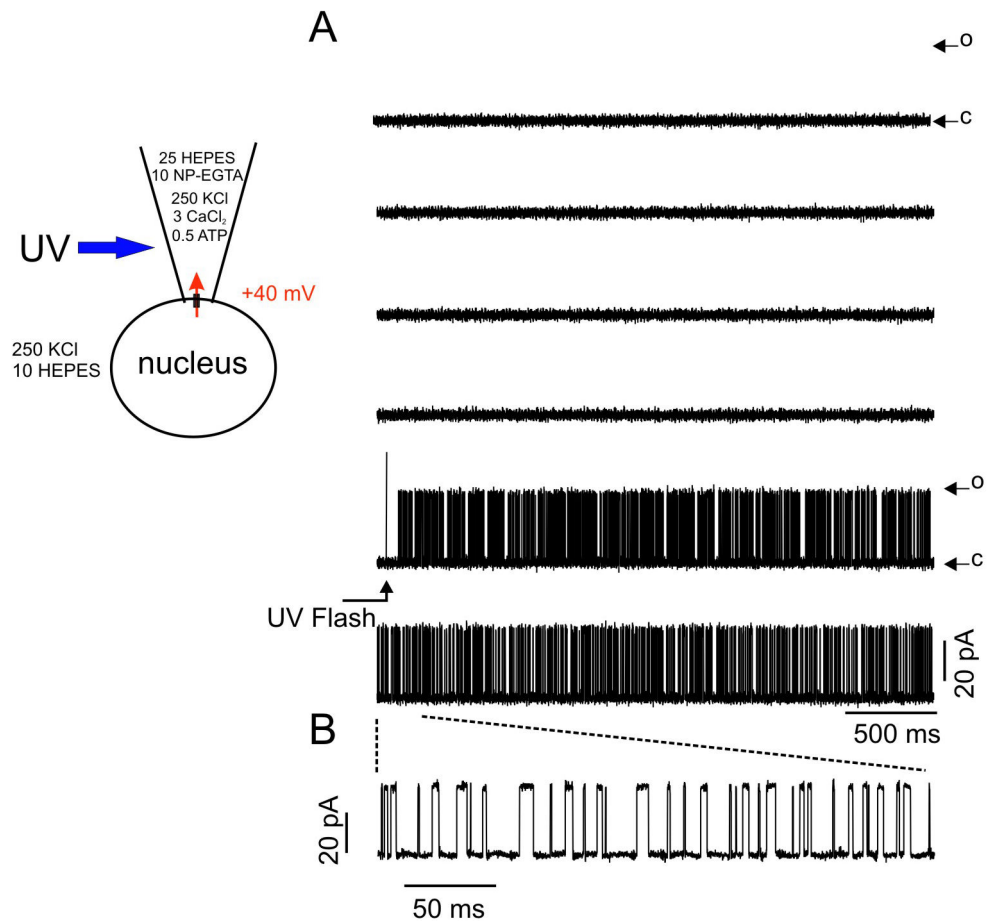 A
o
c
25 HEPES
10 NP-EGTA
250 KCl
3 CaCl₂
0.5 ATP
UV
+40 mV
250 KCl
10 HEPES
nucleus
o
c
UV Flash
20 pA
500 ms
B
20 pA
50 ms